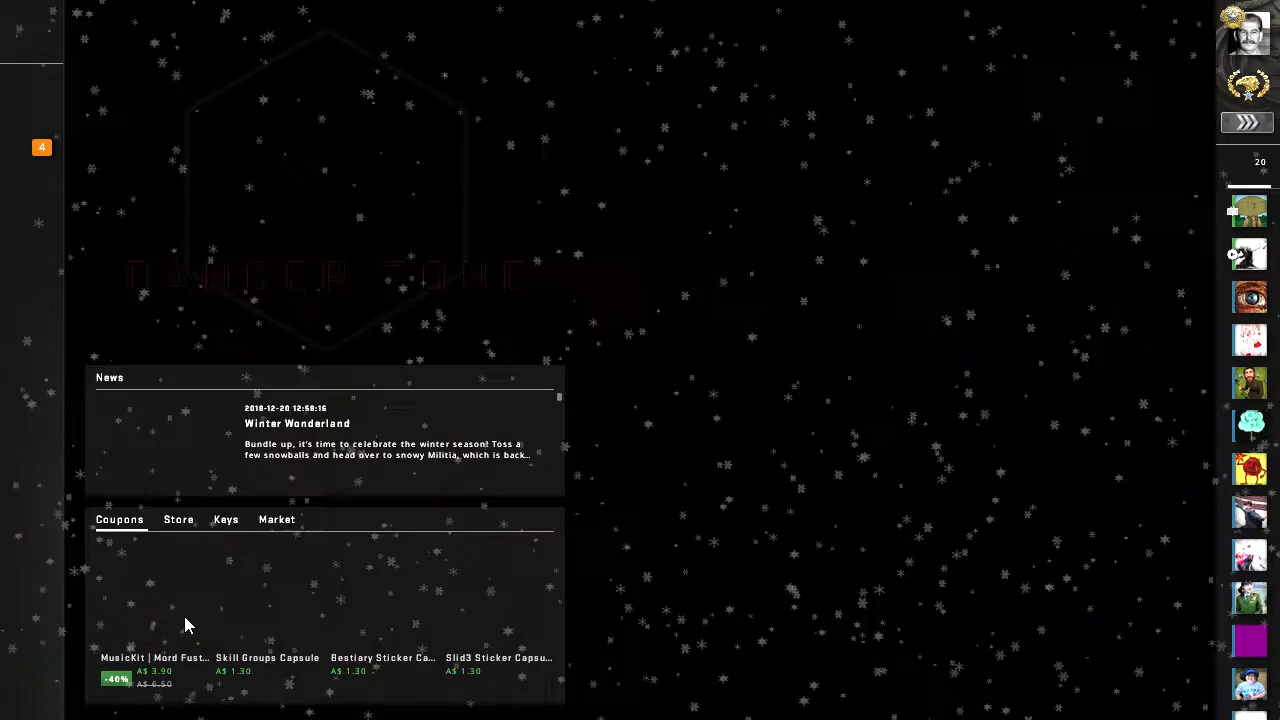 4
20
DANGER ZONE
News
2018-12-20 12:58:16
Winter Wonderland
Bundle up, it's time to celebrate the winter season! Toss a
few snowballs and head over to snowy Militia, which is back...
Coupons Store Keys Market
MusicKit | Mord Fust... Skill Groups Capsule Bestiary Sticker Ca... Slid3 Sticker Capsu...
-40% A$ 3.90 A$ 1.30 A$ 1.30 A$ 1.30
A$ 6.50